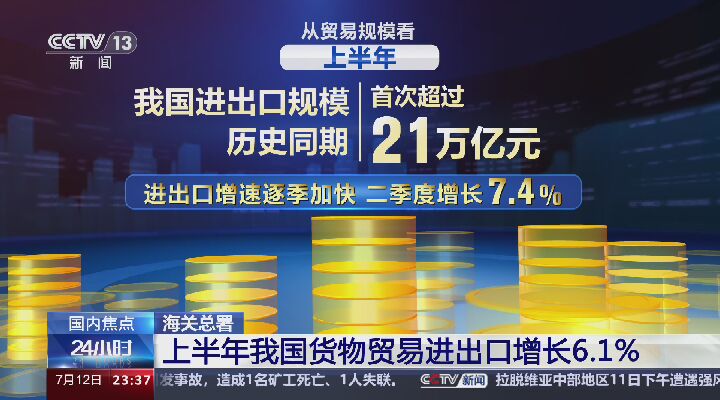 CCTV 13
新闻
从贸易规模看
上半年
我国进出口规模
历史同期
首次超过
21万亿元
进出口增速逐季加快 二季度增长7.4%
国内焦点
海关总署
24小时
上半年我国货物贸易进出口增长6.1%
7月12日 23:37 发事故，造成1名矿工死亡、1人失联。 CCTV 新闻 拉脱维亚中部地区11日下午遭遇强风